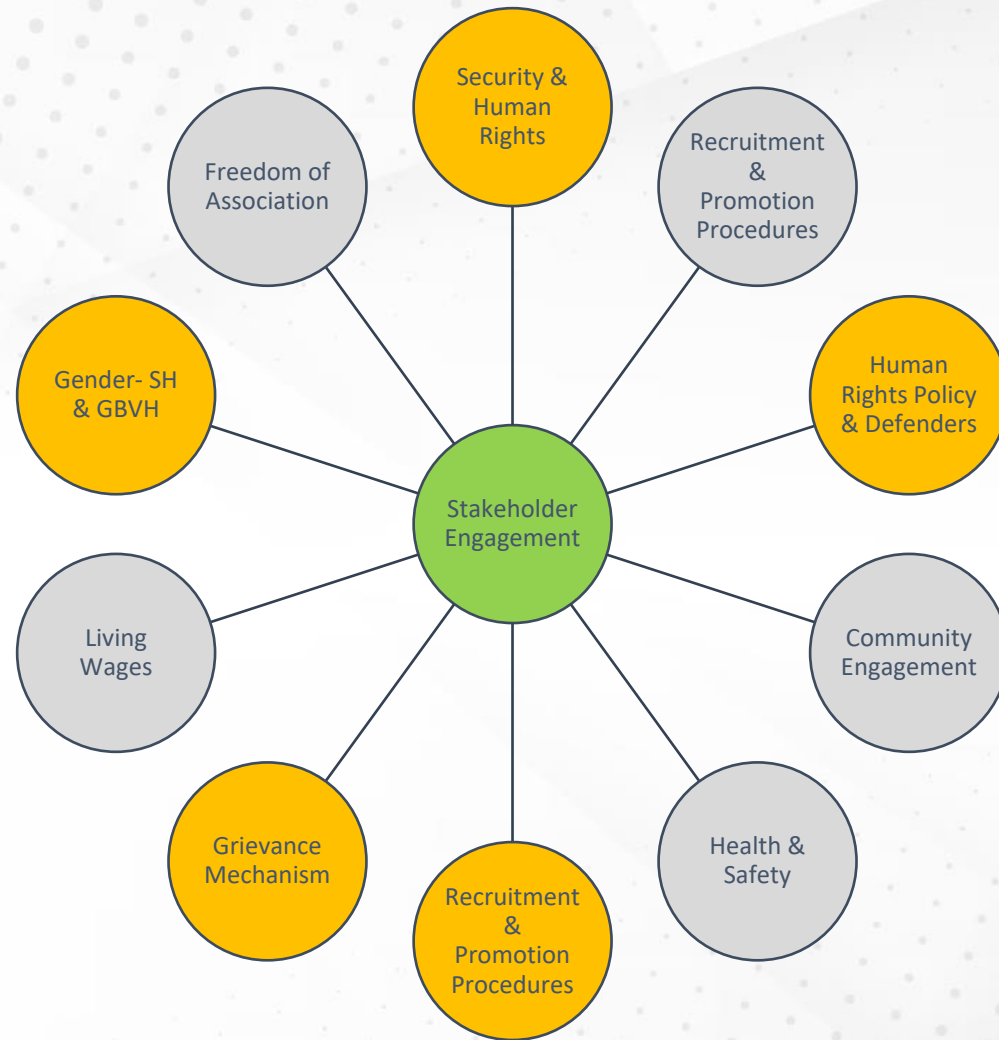 Security &
Human
Rights
Recruitment
&
Promotion
Procedures
Human
Rights Policy
& Defenders
Community
Engagement
Health &
Safety
Recruitment
&
Promotion
Procedures
Grievance
Mechanism
Living
Wages
Gender- SH
& GBVH
Freedom of
Association
Stakeholder
Engagement